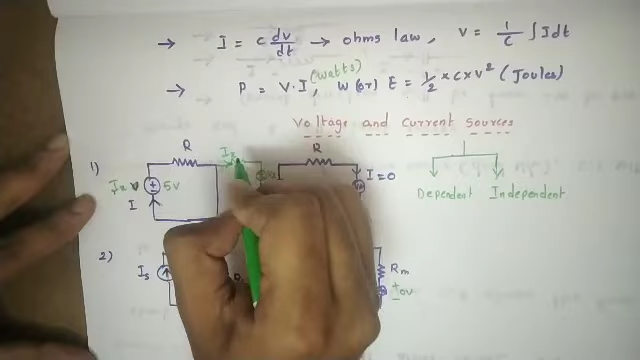 → I = c dv/dt → ohms law, V = 1/c ∫ I dt
→ P = V·I, (watts) W (or) E = 1/2 × c × v² (Joules)
Voltage and current sources
1) R R
5V I I=0
Dependent Independent
2) Is Rm
+ 0V -